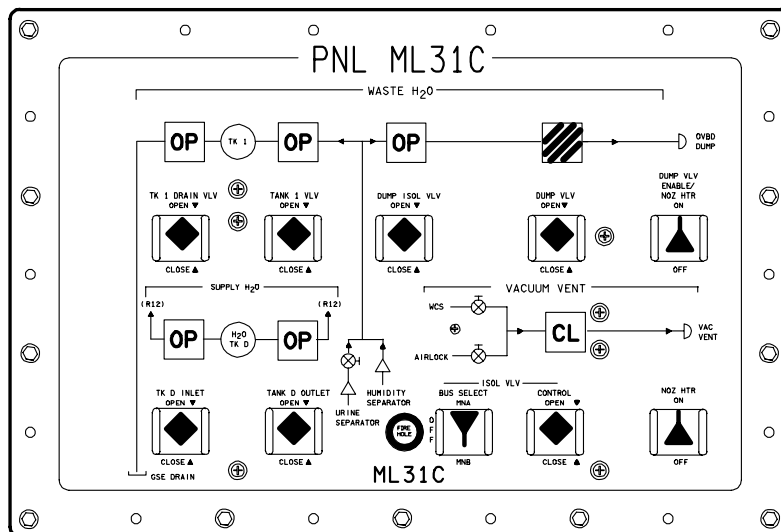 PNL ML31C
WASTE H2O
OP
TK 1
OP
OP
OVBD
DUMP
TK 1 DRAIN VLV
OPEN ▼
CLOSE ▲
TANK 1 VLV
OPEN ▼
CLOSE ▲
DUMP ISOL VLV
OPEN ▼
CLOSE ▲
DUMP VLV
OPEN ▼
CLOSE ▲
DUMP VLV
ENABLE/
NOZ HTR
ON
OFF
SUPPLY H2O
(R12)
(R12)
OP
H2O
TK D
OP
VACUUM VENT
WCS
AIRLOCK
CL
VAC
VENT
HUMIDITY
SEPARATOR
URINE
SEPARATOR
TK D INLET
OPEN ▼
CLOSE ▲
TANK D OUTLET
OPEN ▼
CLOSE ▲
FIRE
HOLE
ISOL VLV
BUS SELECT
MNA
OFF
MNB
CONTROL
OPEN ▼
CLOSE ▲
NOZ HTR
ON
OFF
GSE DRAIN
ML31C